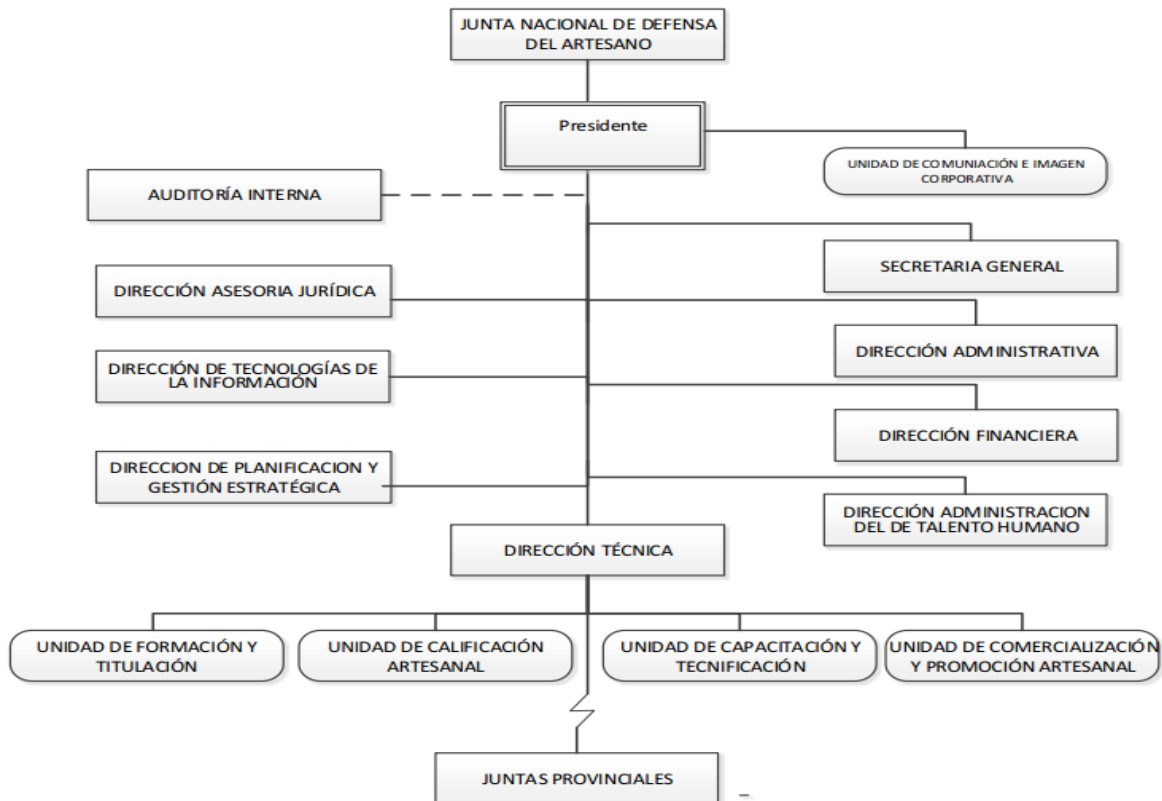 JUNTA NACIONAL DE DEFENSA
DEL ARTESANO
Presidente
UNIDAD DE COMUNIACIÓN E IMAGEN
CORPORATIVA
AUDITORÍA INTERNA
SECRETARIA GENERAL
DIRECCIÓN ASESORIA JURÍDICA
DIRECCIÓN ADMINISTRATIVA
DIRECCIÓN DE TECNOLOGÍAS DE
LA INFORMACIÓN
DIRECCIÓN FINANCIERA
DIRECCION DE PLANIFICACION Y
GESTIÓN ESTRATÉGICA
DIRECCIÓN ADMINISTRACION
DEL DE TALENTO HUMANO
DIRECCIÓN TÉCNICA
UNIDAD DE FORMACIÓN Y
TITULACIÓN
UNIDAD DE CALIFICACIÓN
ARTESANAL
UNIDAD DE CAPACITACIÓN Y
TECNIFICACIÓN
UNIDAD DE COMERCIALIZACIÓN
Y PROMOCIÓN ARTESANAL
JUNTAS PROVINCIALES